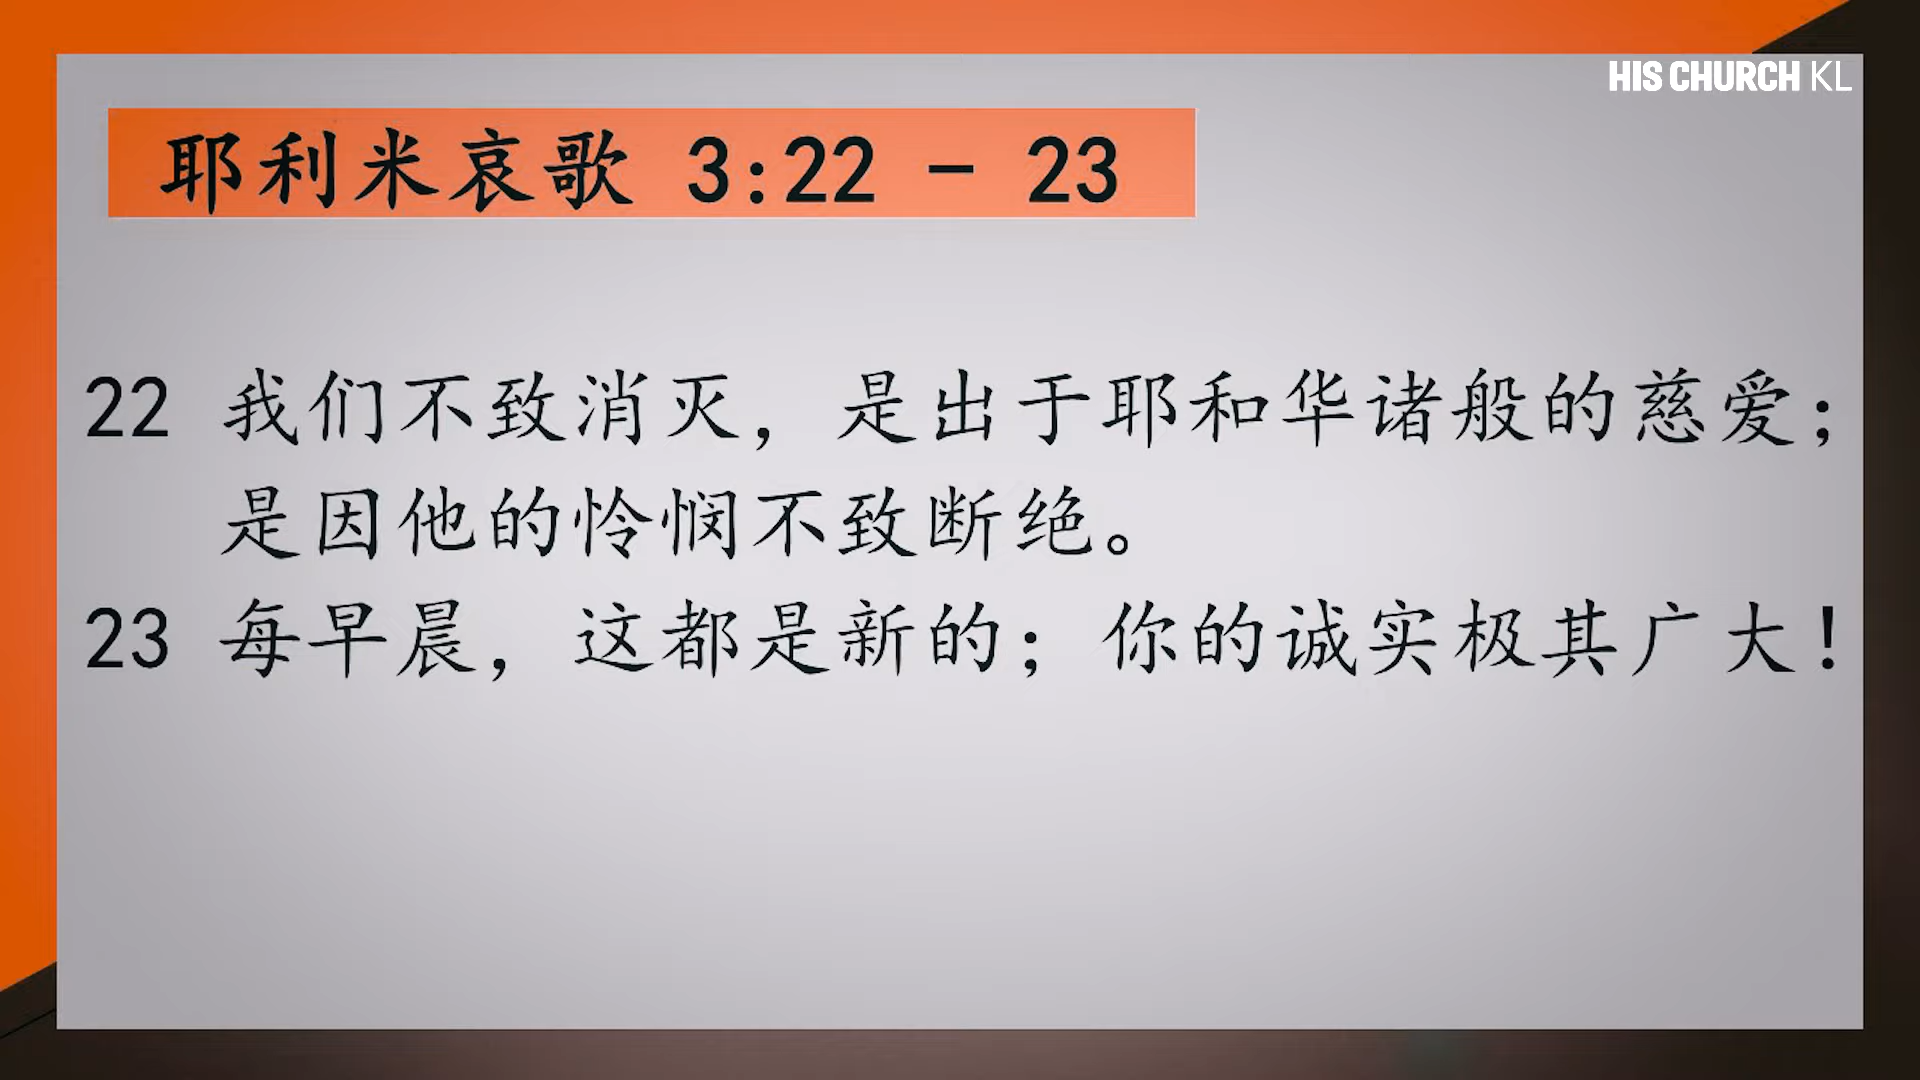 HIS CHURCH KL
耶利米哀歌 3:22 - 23
22 我们不致消灭，是出于耶和华诸般的慈爱；
是因他的怜悯不致断绝。
23 每早晨，这都是新的；你的诚实极其广大！